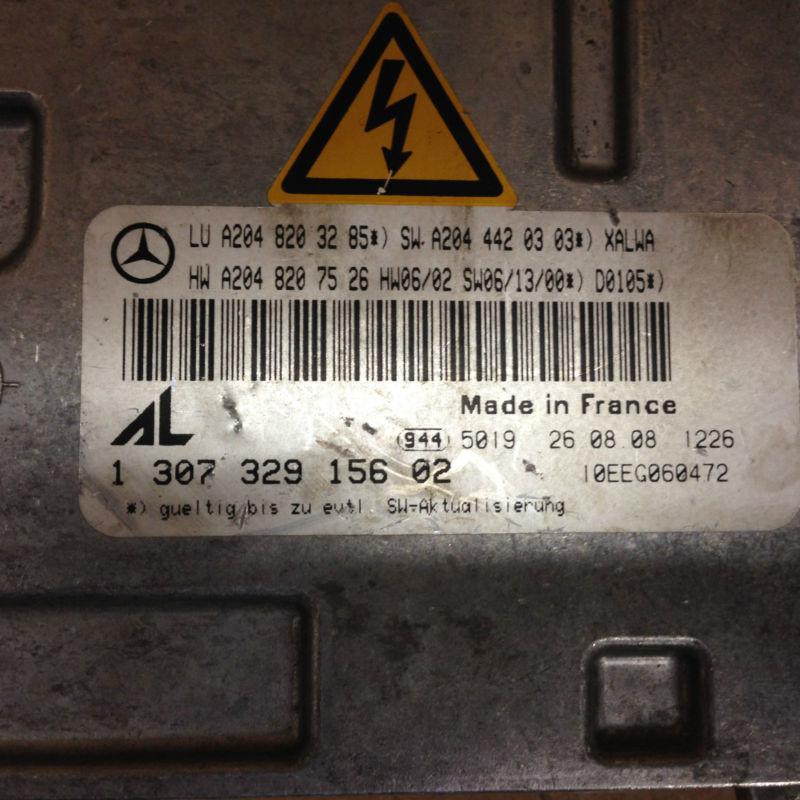 LU A204 820 32 85*) SW A204 442 03 03*) XALWA
HW A204 820 75 26 HW06/02 SW06/13/00*) D0105*)
AL
Made in France
944 5019 26 08 08 1226
1 307 329 156 02 10EEG060472
*) gueltig bis zu evtl. SW-Aktualisierung